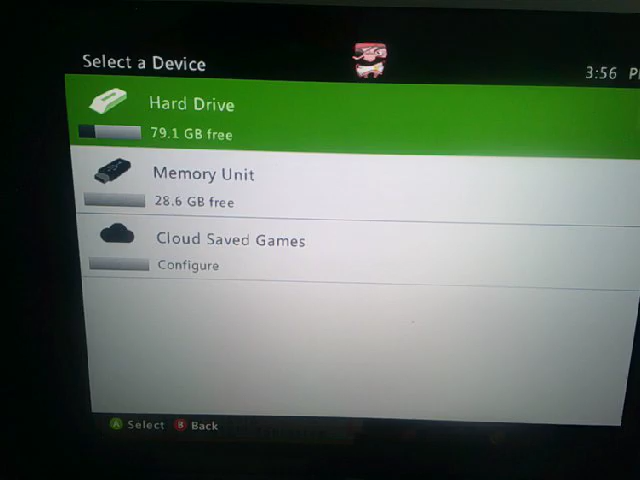 Select a Device
3:56 P
Hard Drive
79.1 GB free
Memory Unit
28.6 GB free
Cloud Saved Games
Configure
A Select B Back